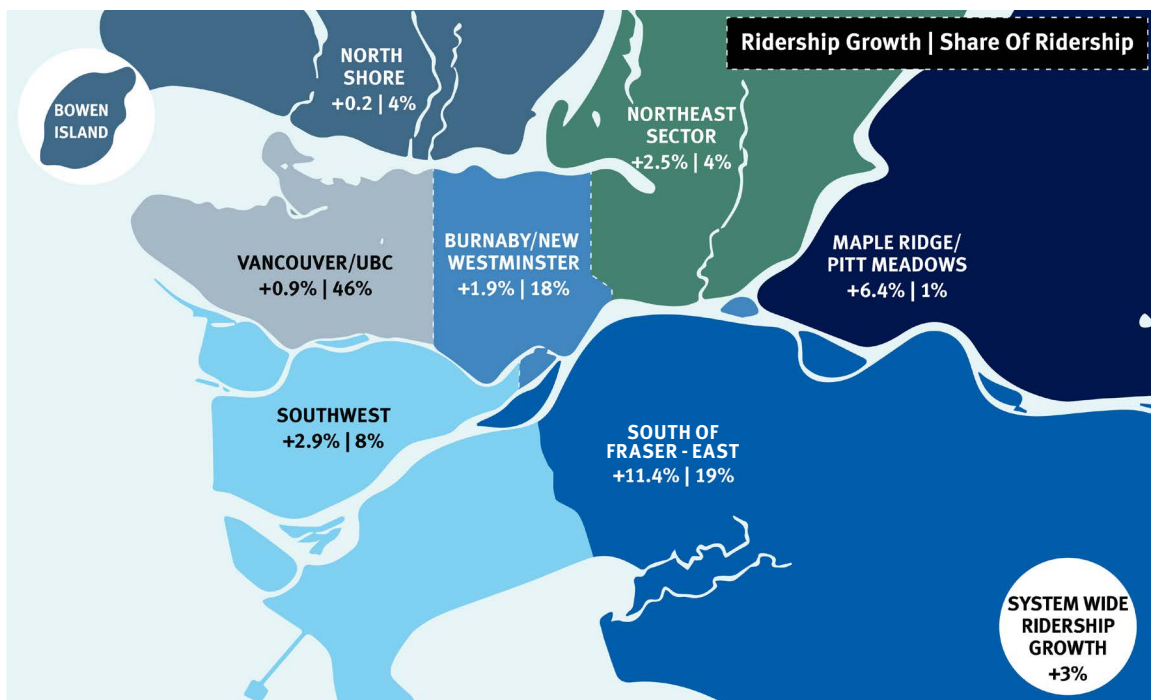 Ridership Growth | Share Of Ridership
NORTH
SHORE
+0.2 | 4%
BOWEN
ISLAND
NORTHEAST
SECTOR
+2.5% | 4%
VANCOUVER/UBC
+0.9% | 46%
BURNABY/NEW
WESTMINSTER
+1.9% | 18%
MAPLE RIDGE/
PITT MEADOWS
+6.4% | 1%
SOUTHWEST
+2.9% | 8%
SOUTH OF
FRASER - EAST
+11.4% | 19%
SYSTEM WIDE
RIDERSHIP
GROWTH
+3%